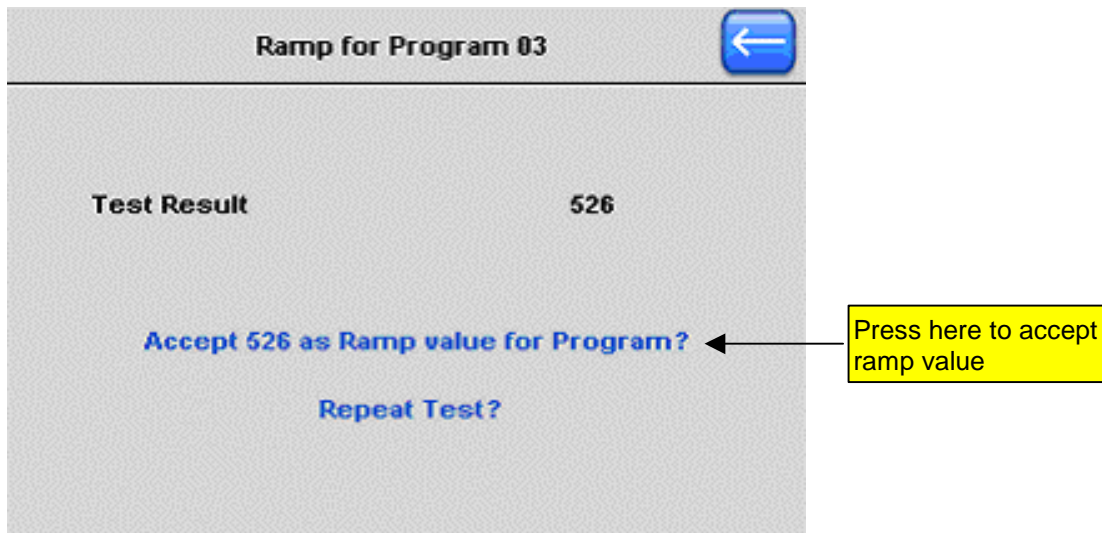 Ramp for Program 03
Test Result 526
Accept 526 as Ramp value for Program?
Press here to accept
ramp value
Repeat Test?